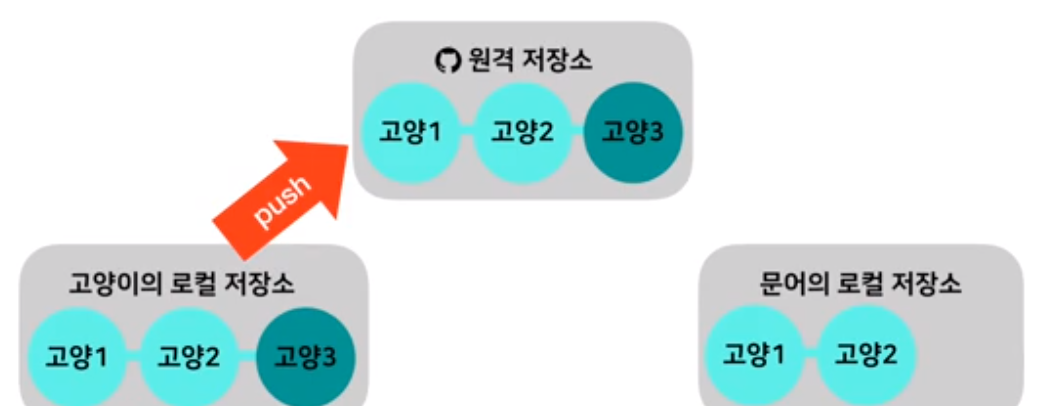 원격 저장소
고양1 고양2 고양3
push
고양이의 로컬 저장소
고양1 고양2 고양3
문어의 로컬 저장소
고양1 고양2